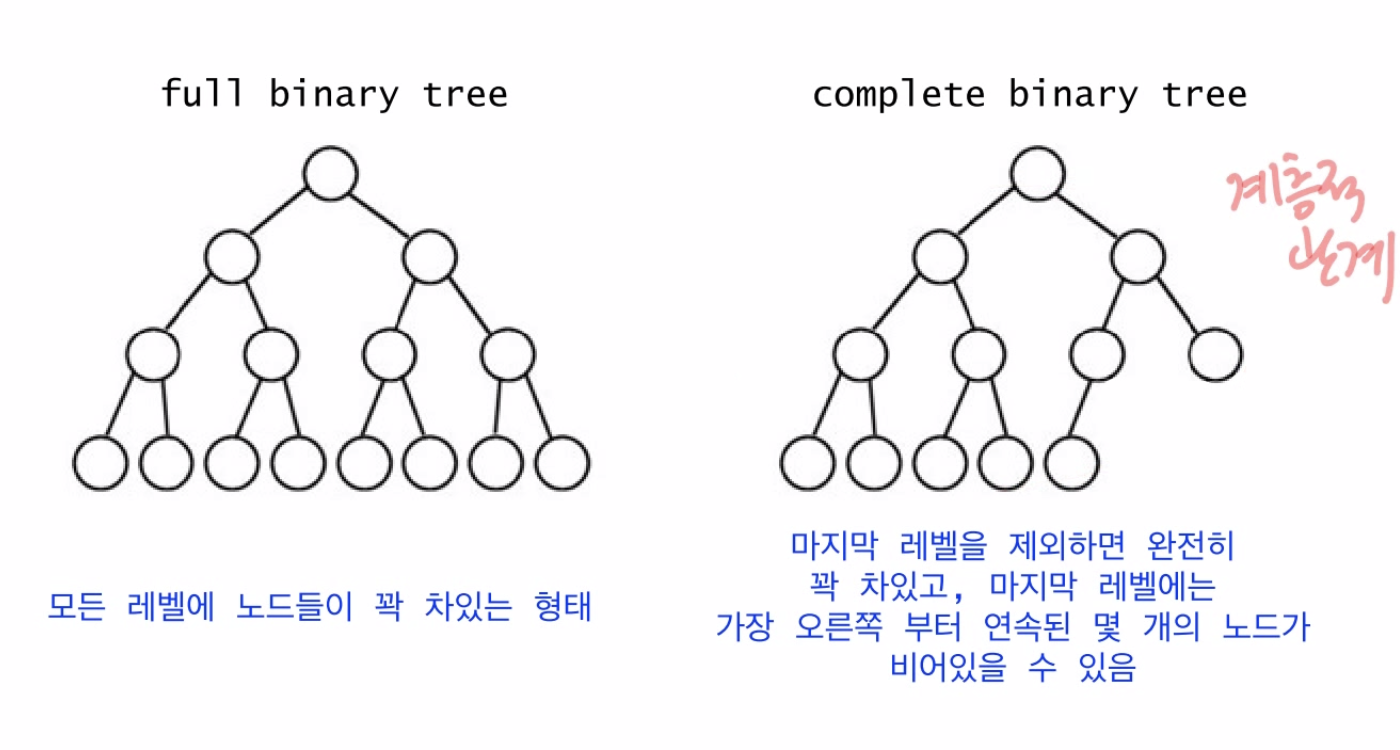 full binary tree
complete binary tree
계층적
관계
모든 레벨에 노드들이 꽉 차있는 형태
마지막 레벨을 제외하면 완전히
꽉 차있고, 마지막 레벨에는
가장 오른쪽 부터 연속된 몇 개의 노드가
비어있을 수 있음